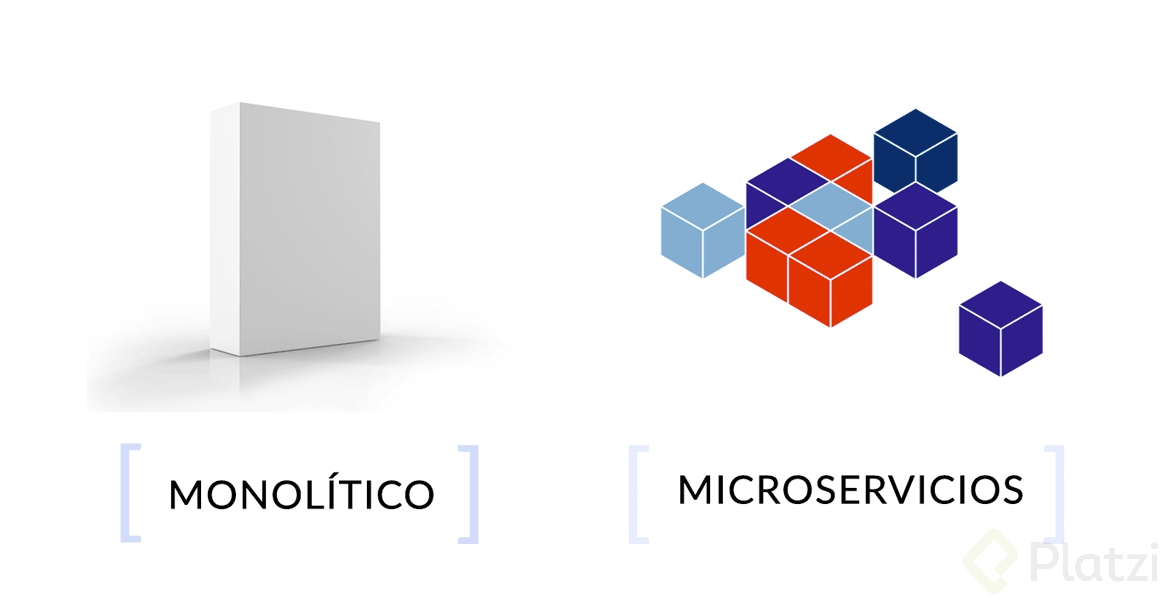 [ MONOLÍTICO ]
[ MICROSERVICIOS ]
Platzi